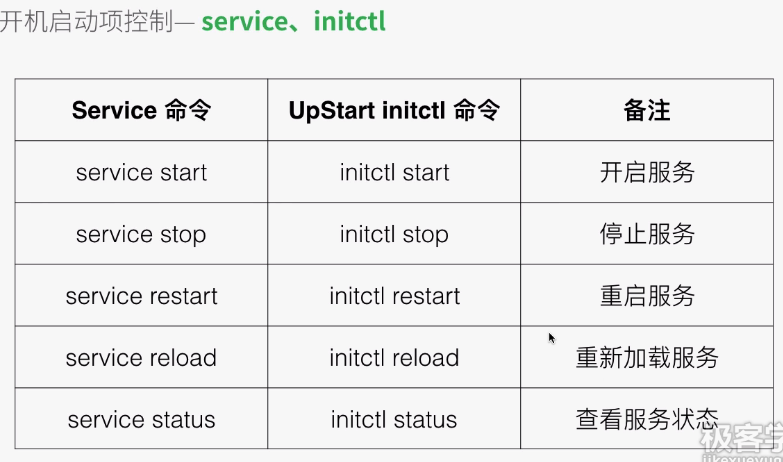 开机启动项控制— service、initctl
Service 命令 UpStart initctl 命令 备注
service start initctl start 开启服务
service stop initctl stop 停止服务
service restart initctl restart 重启服务
service reload initctl reload 重新加载服务
service status initctl status 查看服务状态
极客学